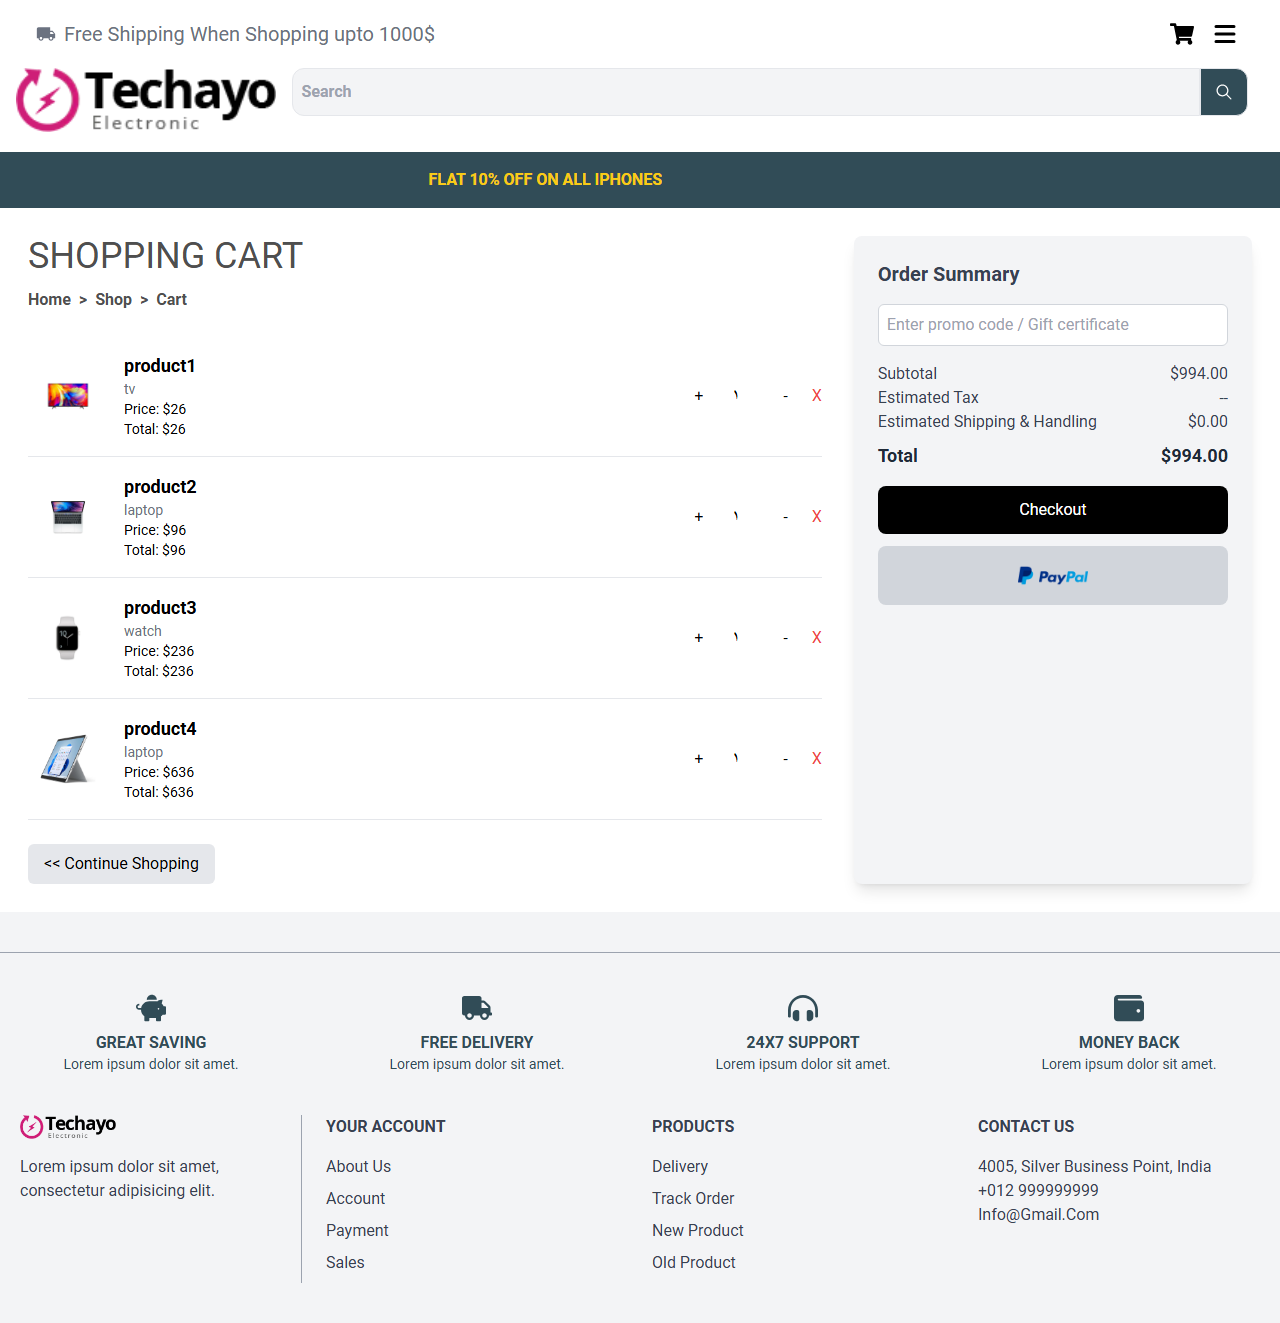 Free Shipping When Shopping upto 1000$
Techayo
Electronic
Search
FLAT 10% OFF ON ALL IPHONES
SHOPPING CART
Home > Shop > Cart
product1
tv
Price: $26
Total: $26
+ - X
product2
laptop
Price: $96
Total: $96
+ - X
product3
watch
Price: $236
Total: $236
+ - X
product4
laptop
Price: $636
Total: $636
+ - X
<< Continue Shopping
Order Summary
Enter promo code / Gift certificate
Subtotal $994.00
Estimated Tax --
Estimated Shipping & Handling $0.00
Total $994.00
Checkout
PayPal
GREAT SAVING
Lorem ipsum dolor sit amet.
FREE DELIVERY
Lorem ipsum dolor sit amet.
24X7 SUPPORT
Lorem ipsum dolor sit amet.
MONEY BACK
Lorem ipsum dolor sit amet.
Techayo
Electronic
Lorem ipsum dolor sit amet,
consectetur adipisicing elit.
YOUR ACCOUNT
About Us
Account
Payment
Sales
PRODUCTS
Delivery
Track Order
New Product
Old Product
CONTACT US
4005, Silver Business Point, India
+012 999999999
Info@Gmail.Com